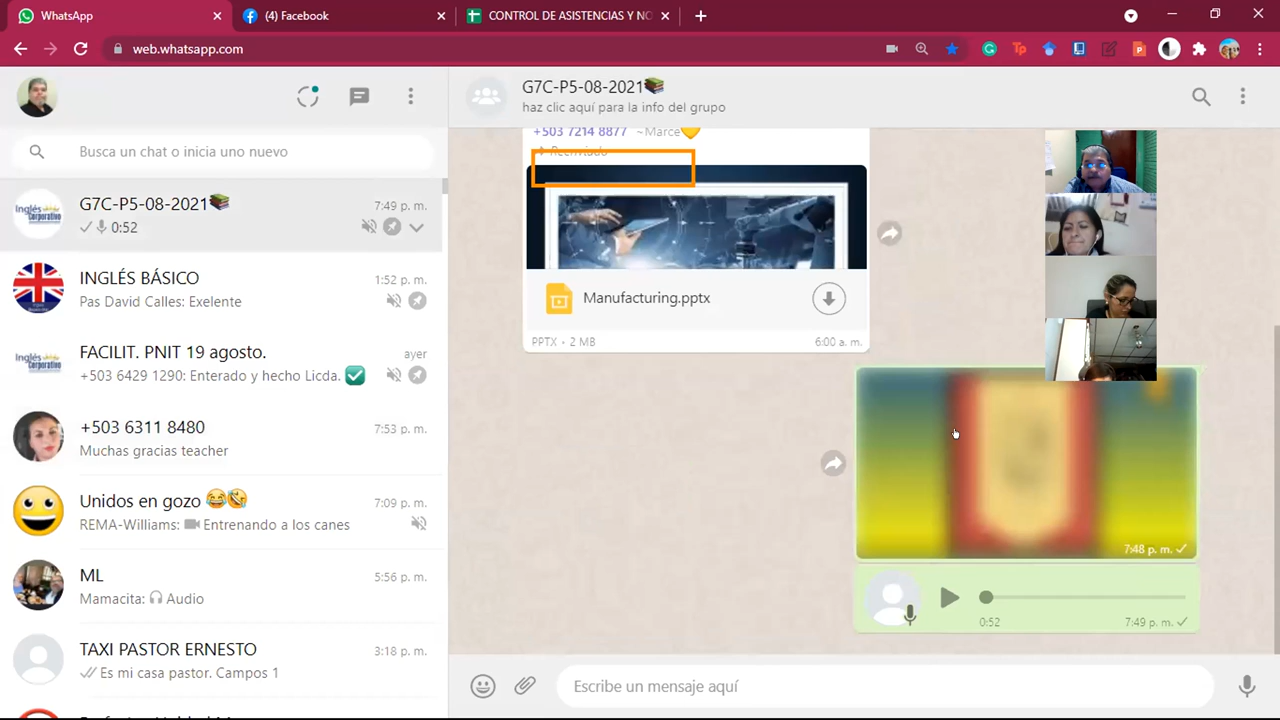 WhatsApp
(4) Facebook
CONTROL DE ASISTENCIAS Y NO
web.whatsapp.com
G7C-P5-08-2021📚
haz clic aquí para la info del grupo
Busca un chat o inicia uno nuevo
G7C-P5-08-2021📚
7:49 p. m.
0:52
INGLÉS BÁSICO
1:52 p. m.
Pas David Calles: Exelente
FACILIT. PNIT 19 agosto.
ayer
+503 6429 1290: Enterado y hecho Licda. ✅
+503 6311 8480
7:53 p. m.
Muchas gracias teacher
Unidos en gozo 😂🤣
7:09 p. m.
REMA-Williams: Entrenando a los canes
ML
5:56 p. m.
Mamacita: Audio
TAXI PASTOR ERNESTO
3:18 p. m.
Es mi casa pastor. Campos 1
+503 7214 8877 ~Marce💛
Reenviado
Manufacturing.pptx
PPTX • 2 MB
6:00 a. m.
7:48 p. m.
0:52
7:49 p. m.
Escribe un mensaje aquí